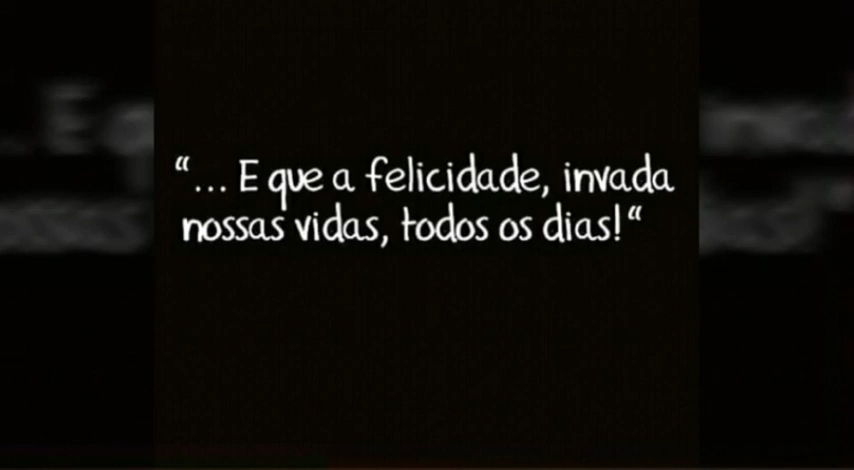 “... E que a felicidade, invada
nossas vidas, todos os dias!“